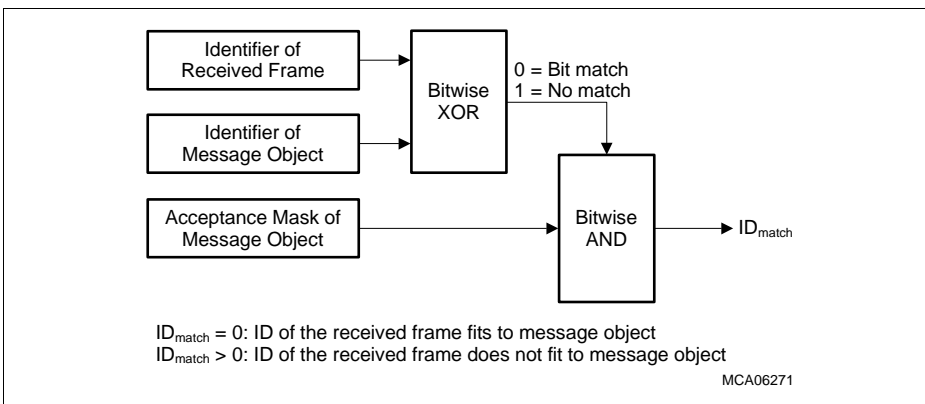 Identifier of
Received Frame
Bitwise
XOR
0 = Bit match
1 = No match
Identifier of
Message Object
Acceptance Mask of
Message Object
Bitwise
AND
IDmatch
IDmatch = 0: ID of the received frame fits to message object
IDmatch > 0: ID of the received frame does not fit to message object
MCA06271